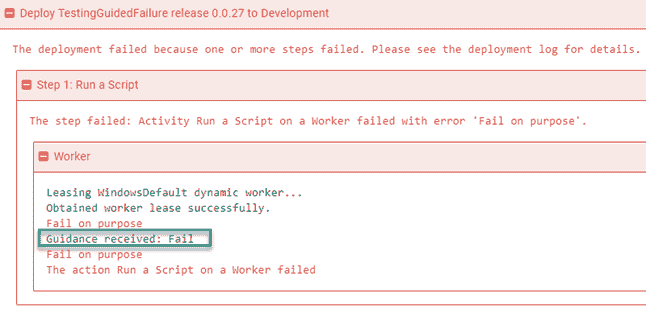 Deploy TestingGuidedFailure release 0.0.27 to Development
The deployment failed because one or more steps failed. Please see the deployment log for details.
Step 1: Run a Script
The step failed: Activity Run a Script on a Worker failed with error 'Fail on purpose'.
Worker
Leasing WindowsDefault dynamic worker...
Obtained worker lease successfully.
Fail on purpose
Guidance received: Fail
Fail on purpose
The action Run a Script on a Worker failed